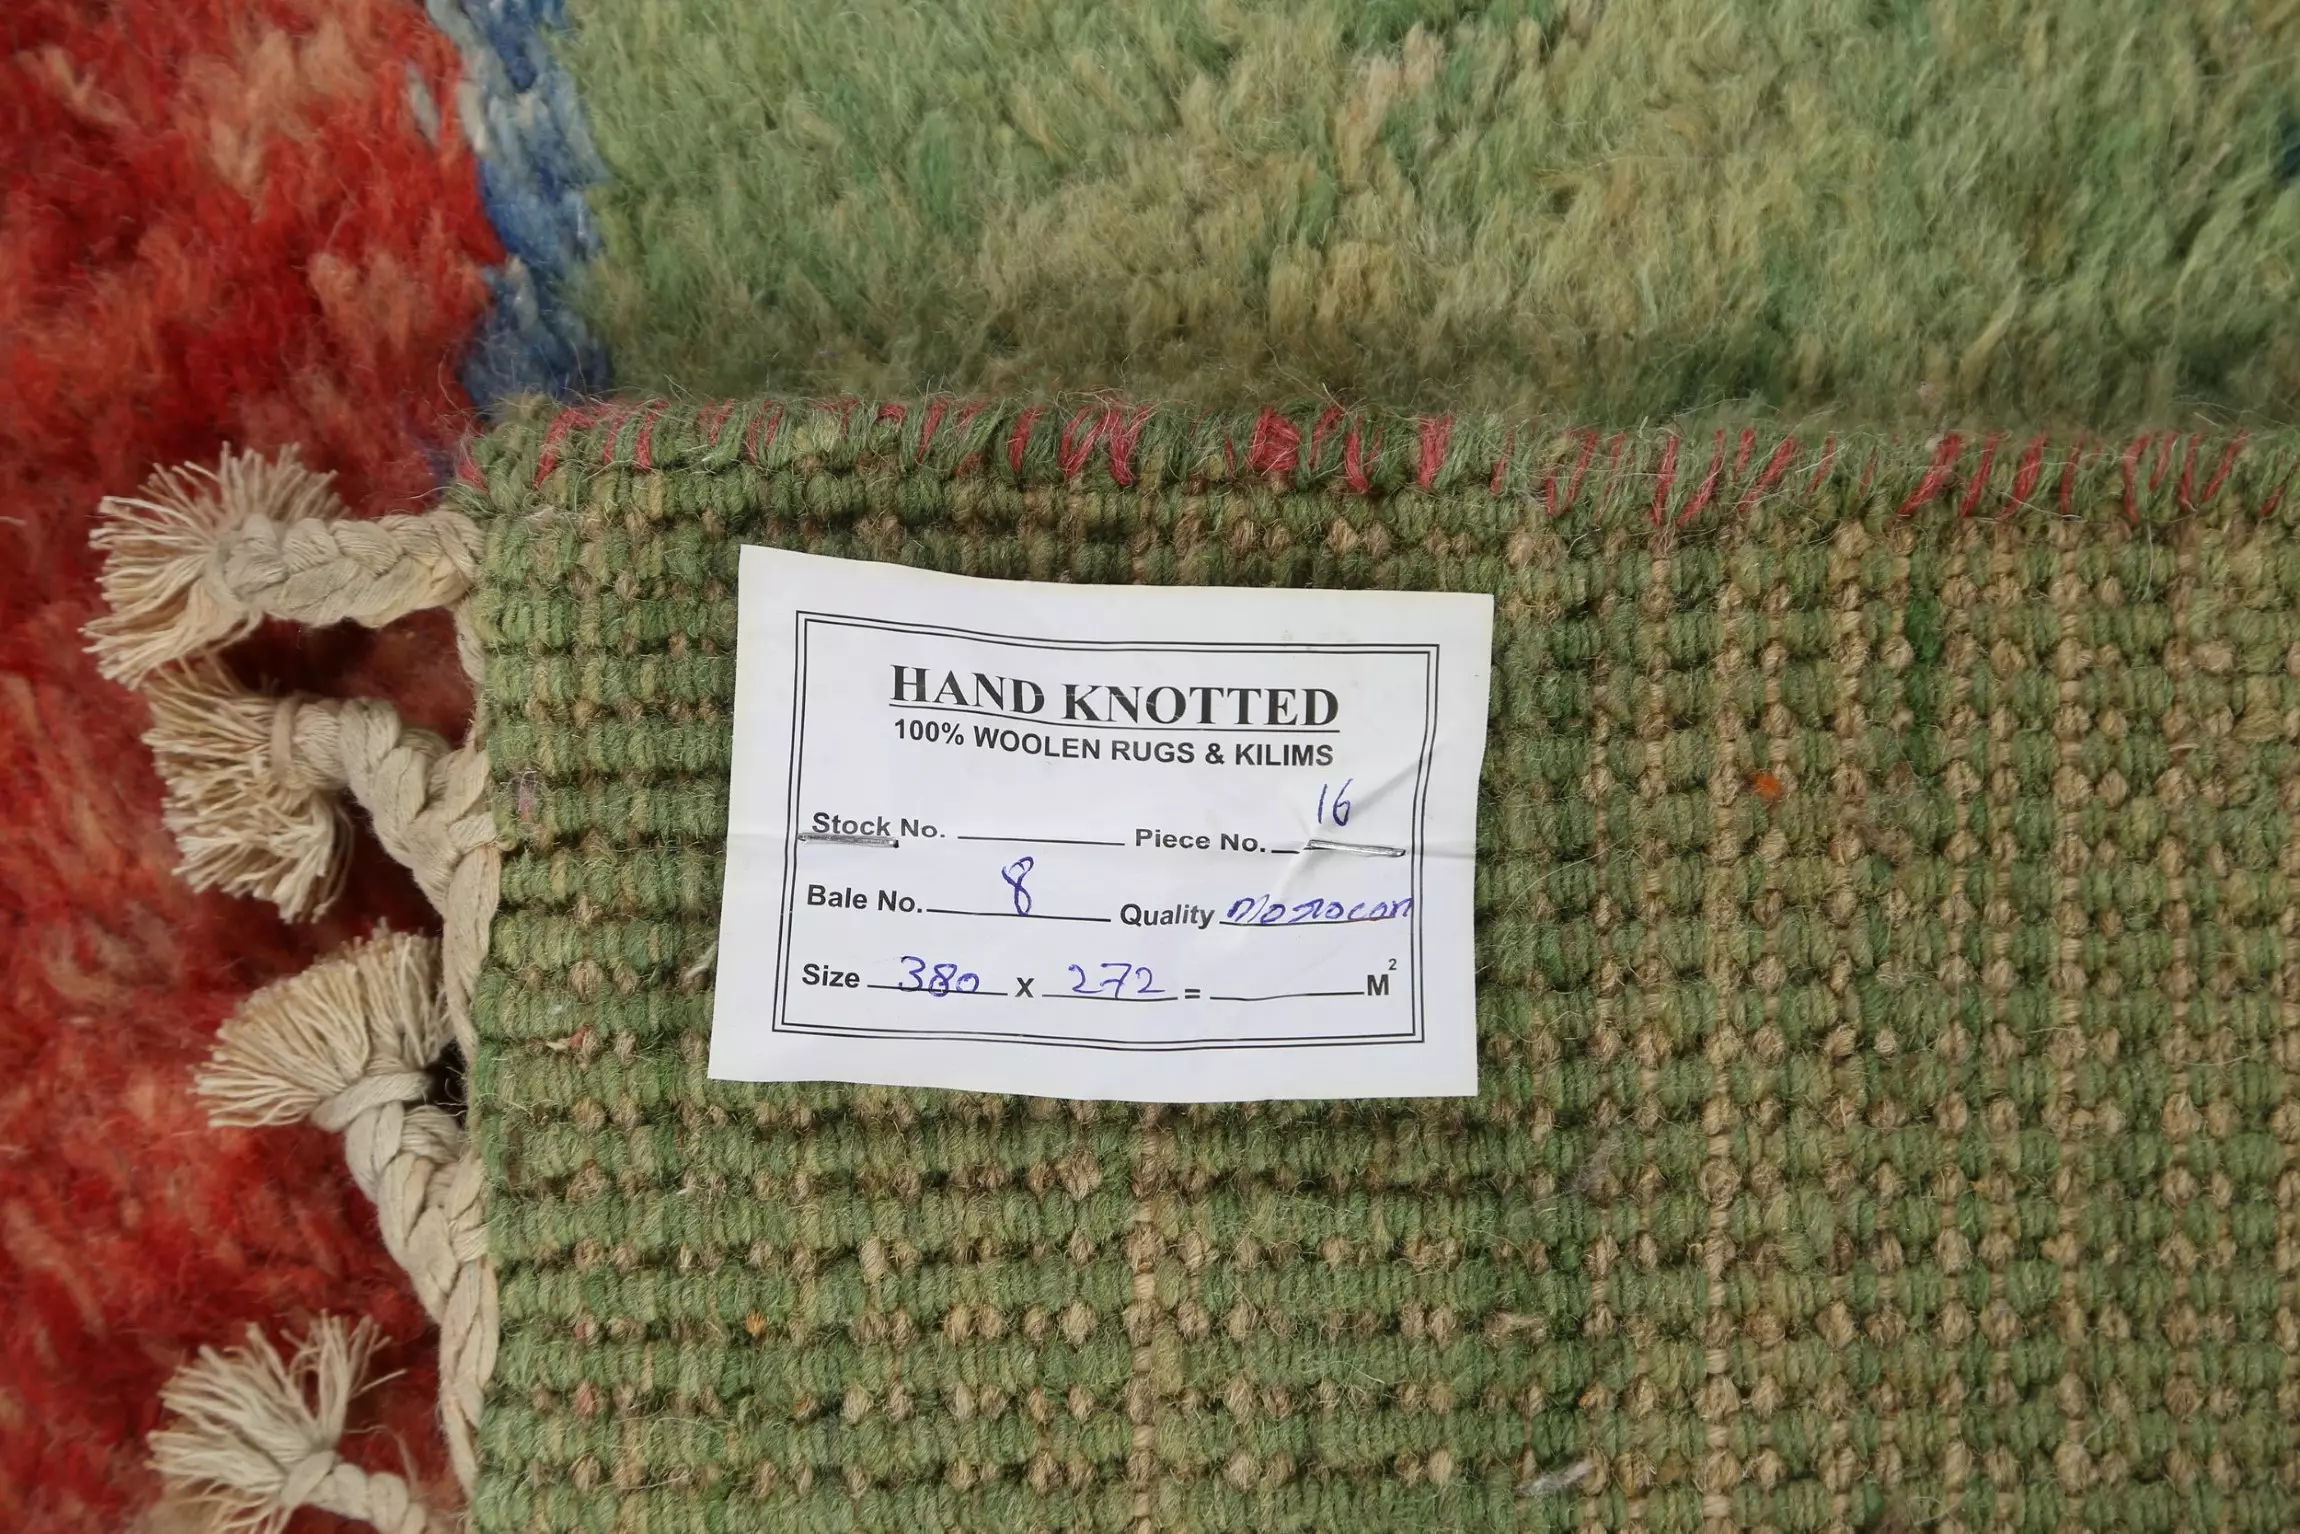 HAND KNOTTED
100% WOOLEN RUGS & KILIMS
Stock No. Piece No. 16
Bale No. 8 Quality Moroccan
Size 380 x 272 = M²